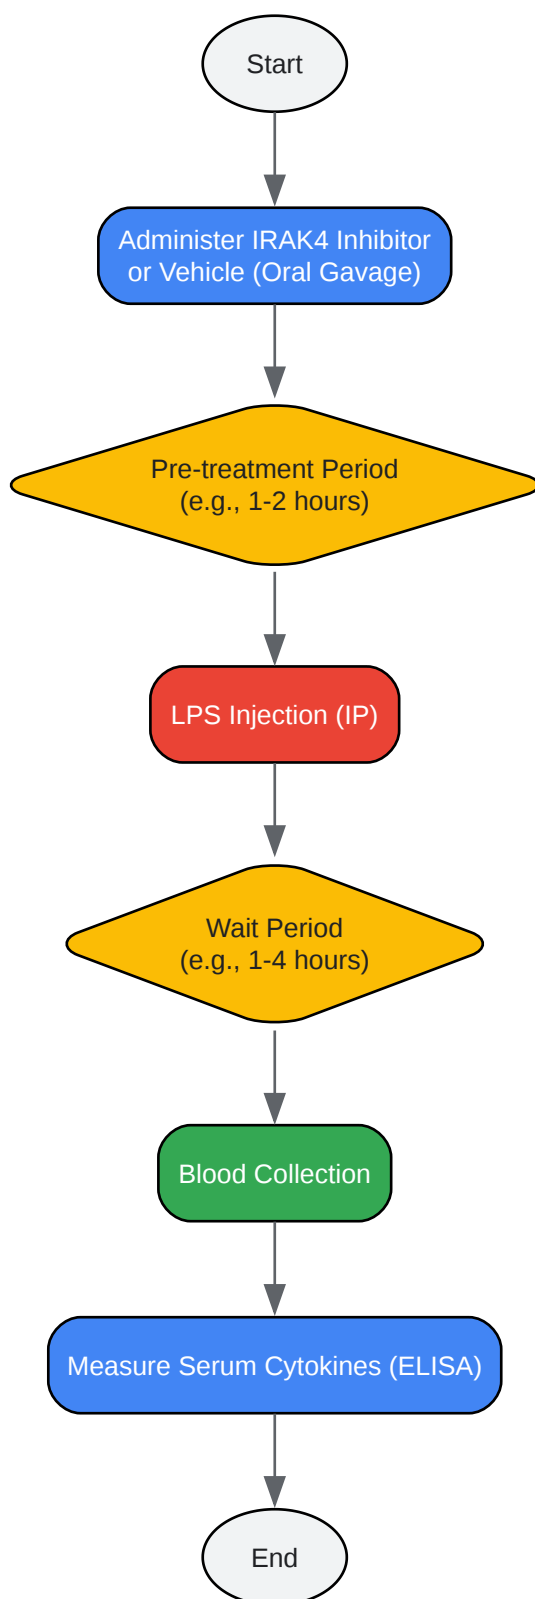 Start
Administer IRAK4 Inhibitor
or Vehicle (Oral Gavage)
Pre-treatment Period
(e.g., 1-2 hours)
LPS Injection (IP)
Wait Period
(e.g., 1-4 hours)
Blood Collection
Measure Serum Cytokines (ELISA)
End